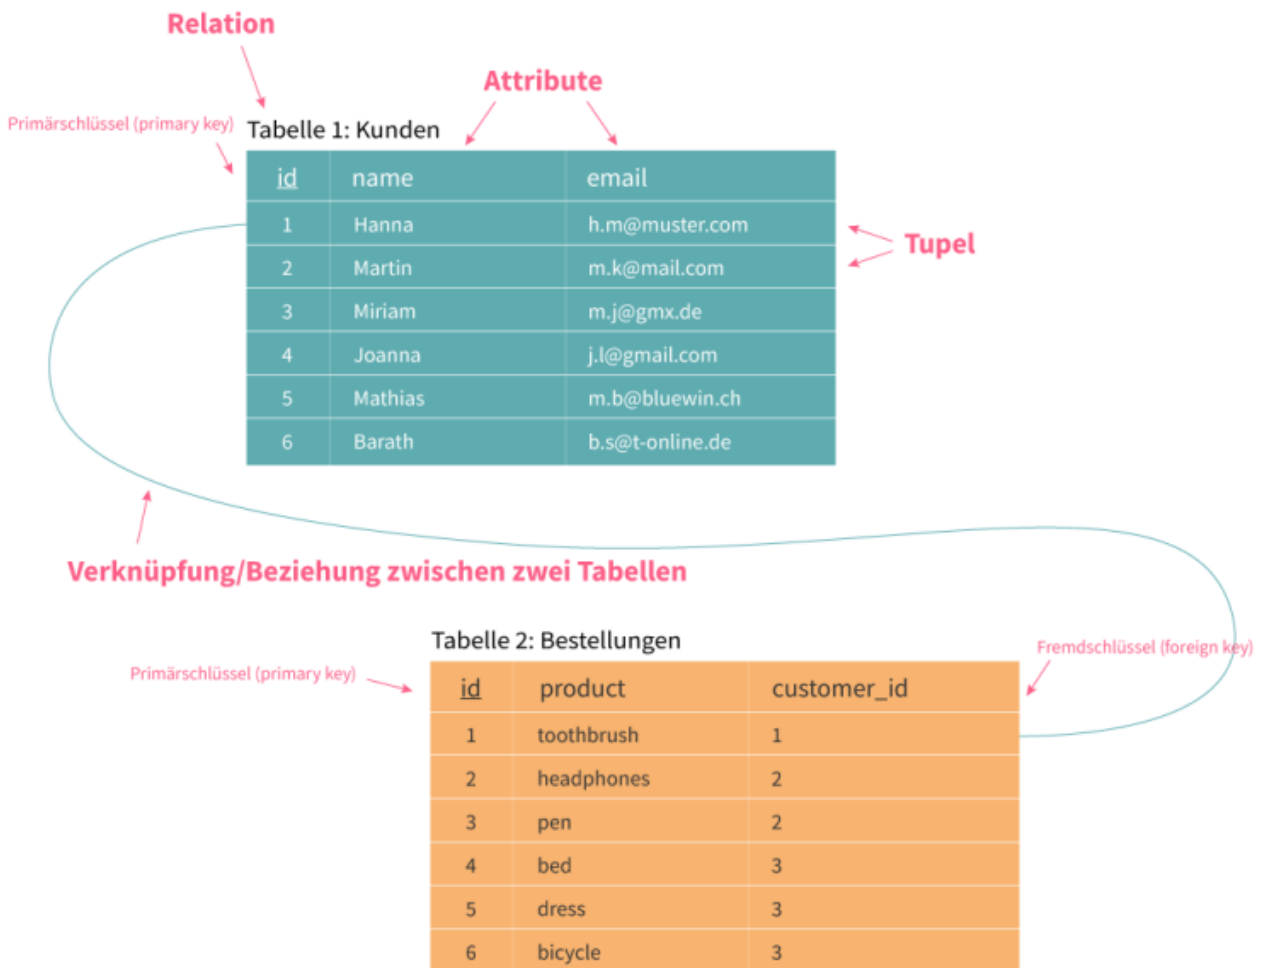 Relation
Attribute
Primärschlüssel (primary key)
Tabelle 1: Kunden
id name email
1 Hanna h.m@muster.com
2 Martin m.k@mail.com
Tupel
3 Miriam m.j@gmx.de
4 Joanna j.l@gmail.com
5 Mathias m.b@bluewin.ch
6 Barath b.s@t-online.de
Verknüpfung/Beziehung zwischen zwei Tabellen
Tabelle 2: Bestellungen
Primärschlüssel (primary key)
Fremdschlüssel (foreign key)
id product customer_id
1 toothbrush 1
2 headphones 2
3 pen 2
4 bed 3
5 dress 3
6 bicycle 3